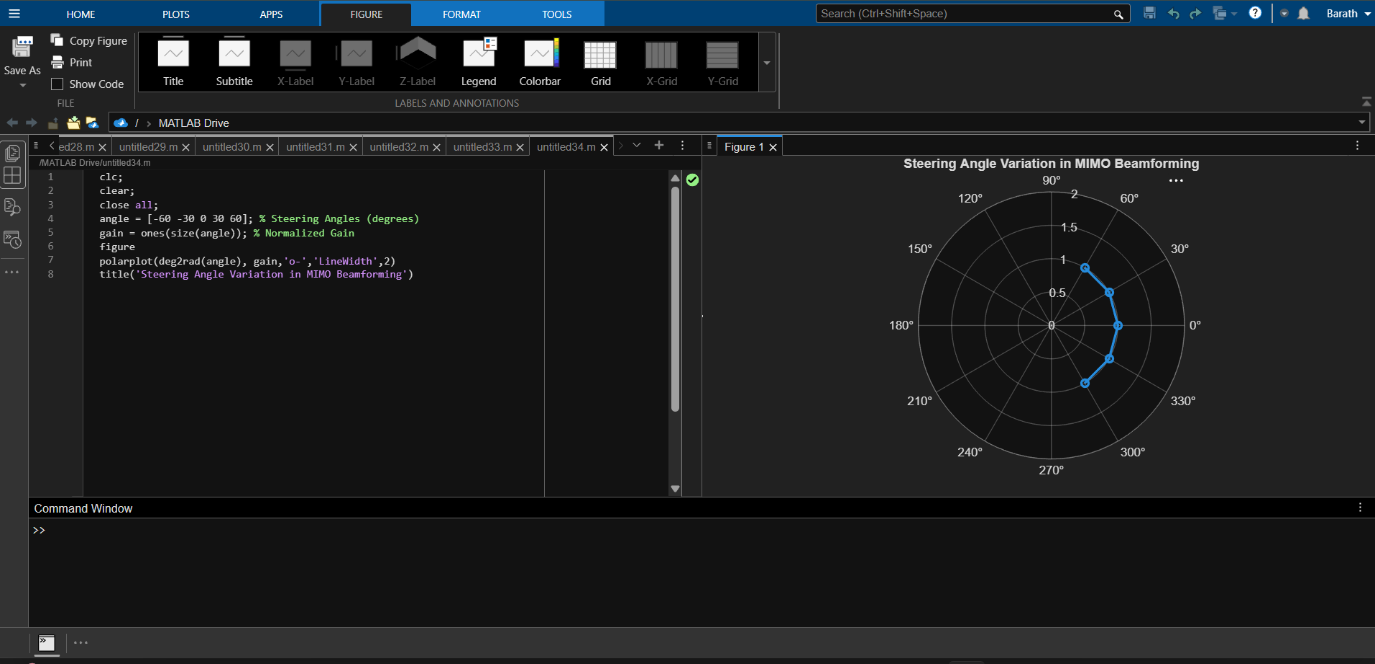 HOME PLOTS APPS FIGURE FORMAT TOOLS Search (Ctrl+Shift+Space) ? Barath
Save As
Copy Figure
Print
Show Code
FILE
Title Subtitle X-Label Y-Label Z-Label Legend Colorbar Grid X-Grid Y-Grid
LABELS AND ANNOTATIONS
/ > MATLAB Drive
ed28.m untitled29.m untitled30.m untitled31.m untitled32.m untitled33.m untitled34.m
/MATLAB Drive/untitled34.m
1 clc;
2 clear;
3 close all;
4 angle = [-60 -30 0 30 60]; % Steering Angles (degrees)
5 gain = ones(size(angle)); % Normalized Gain
6 figure
7 polarplot(deg2rad(angle), gain,'o-','LineWidth',2)
8 title('Steering Angle Variation in MIMO Beamforming')
Figure 1
Steering Angle Variation in MIMO Beamforming
90°
120° 2 60°
1.5
150° 30°
1
0.5
180° 0 0°
210° 330°
240° 300°
270°
Command Window
>>